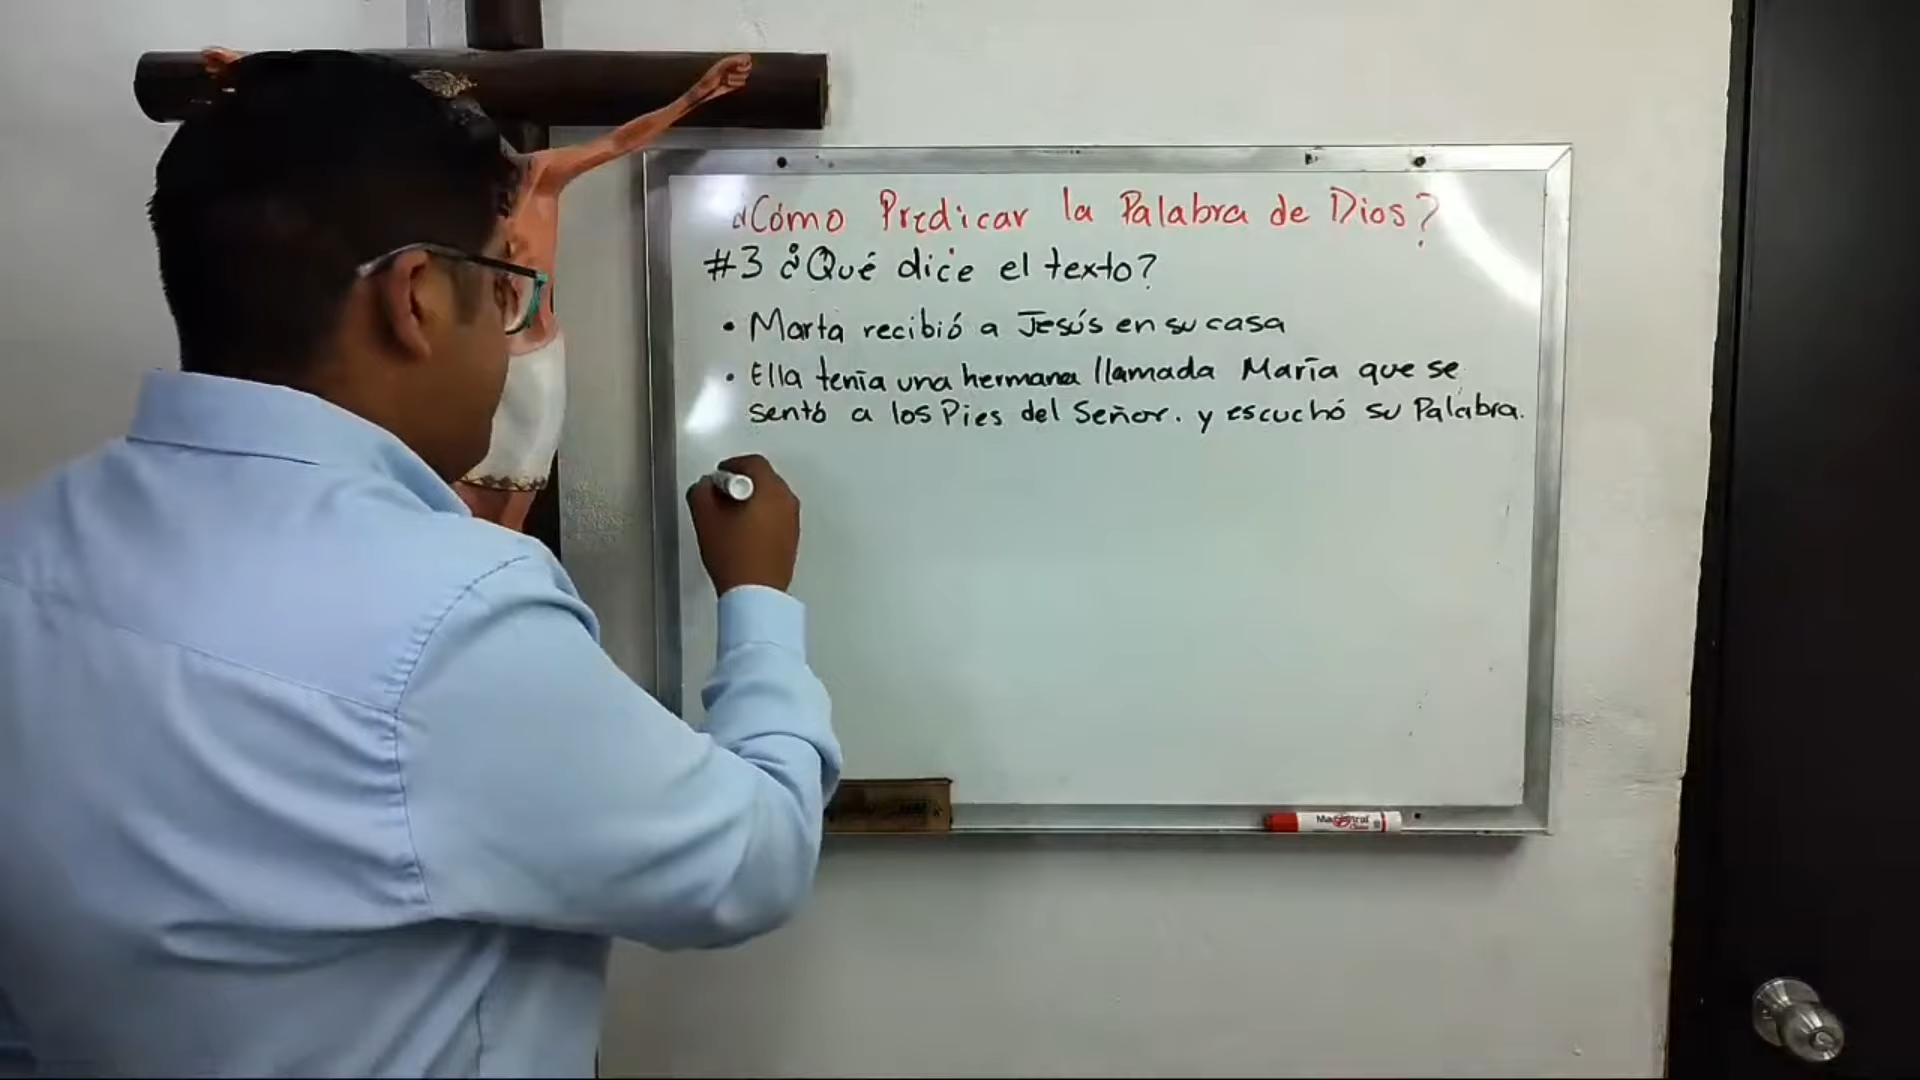 ¿Cómo Predicar la Palabra de Dios?
#3 ¿Qué dice el texto?
• Marta recibió a Jesús en su casa
• Ella tenía una hermana llamada María que se
sentó a los Pies del Señor. y escuchó su Palabra.
Magistral